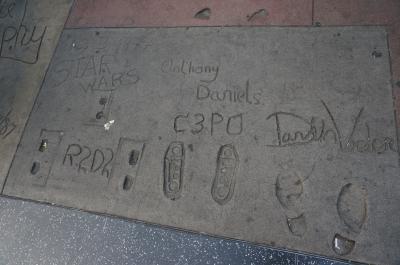 STAR
WARS
Anthony
Daniels
C3PO
R2D2
Darth Vader